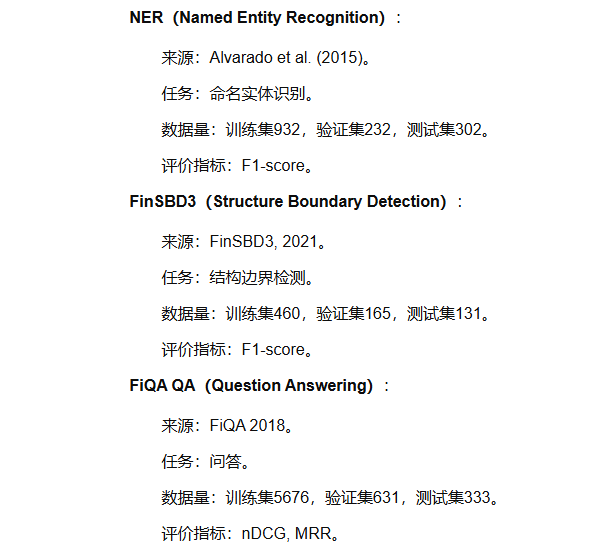 NER（Named Entity Recognition）：
来源：Alvarado et al. (2015)。
任务：命名实体识别。
数据量：训练集932，验证集232，测试集302。
评价指标：F1-score。
FinSBD3（Structure Boundary Detection）：
来源：FinSBD3, 2021。
任务：结构边界检测。
数据量：训练集460，验证集165，测试集131。
评价指标：F1-score。
FiQA QA（Question Answering）：
来源：FiQA 2018。
任务：问答。
数据量：训练集5676，验证集631，测试集333。
评价指标：nDCG, MRR。